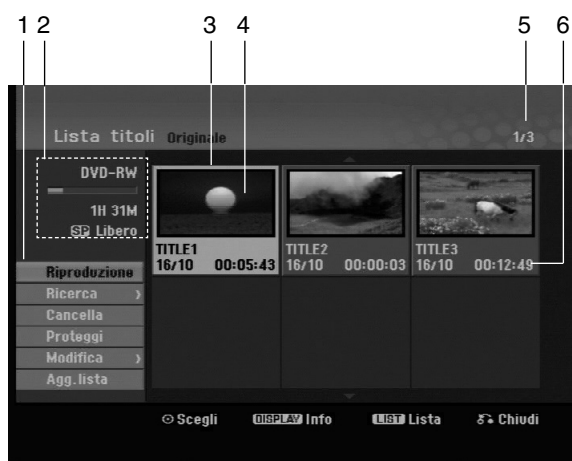 1 2 3 4 5 6
Lista titoli Originale 1/3
DVD-RW
1H 31M
SP Libero
TITLE1
16/10 00:05:43
TITLE2
16/10 00:00:03
TITLE3
16/10 00:12:49
Riproduzione
Ricerca
Cancella
Proteggi
Modifica
Agg.lista
Scegli DISPLAY Info LIST Lista Chiudi